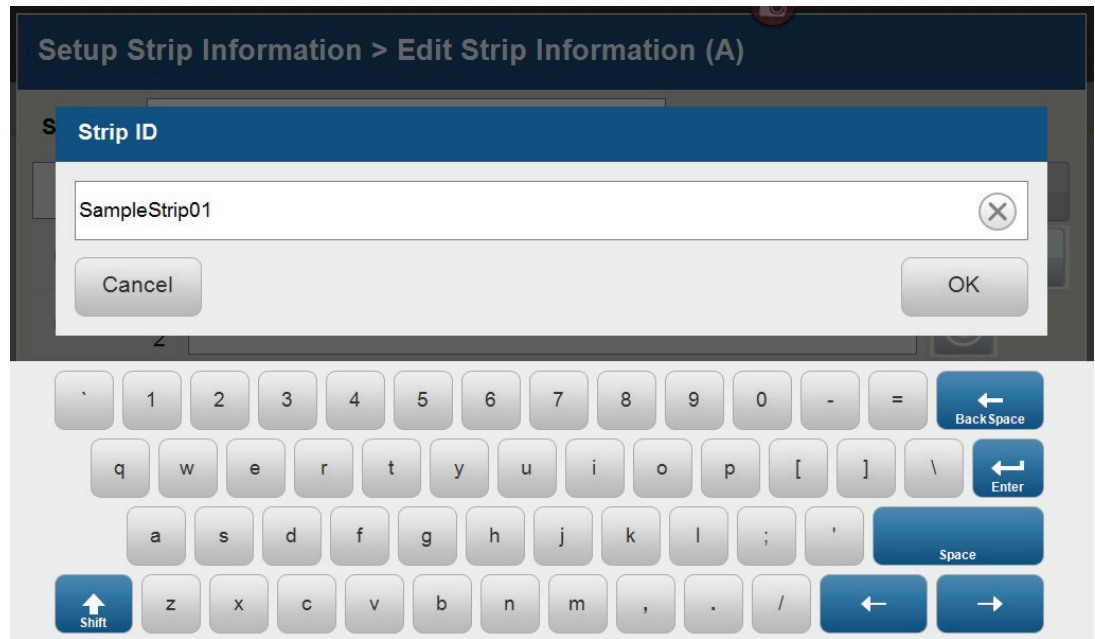 Setup Strip Information > Edit Strip Information (A)
S
Strip ID
SampleStrip01
Cancel
OK
2
` 1 2 3 4 5 6 7 8 9 0 - = BackSpace
q w e r t y u i o p [ ] \ Enter
a s d f g h j k l ; ' Space
Shift z x c v b n m , . /